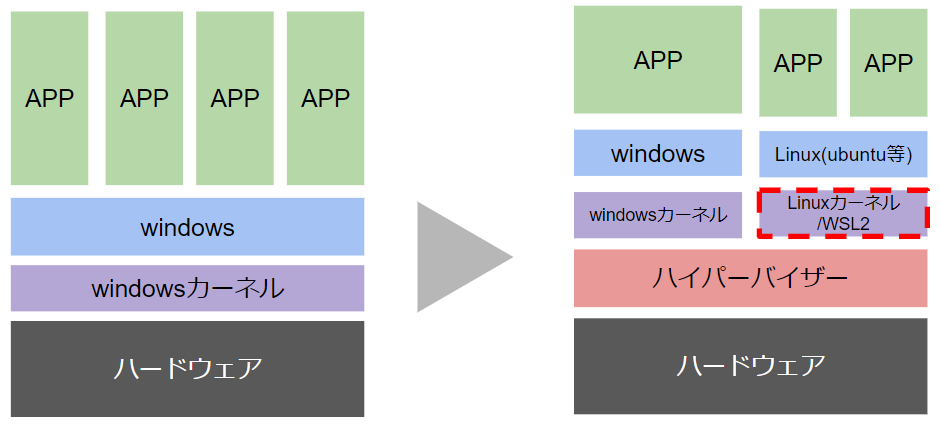 APP
APP
APP
APP
windows
windowsカーネル
ハードウェア
APP
APP
APP
windows
Linux(ubuntu等)
windowsカーネル
Linuxカーネル
/WSL2
ハイパーバイザー
ハードウェア